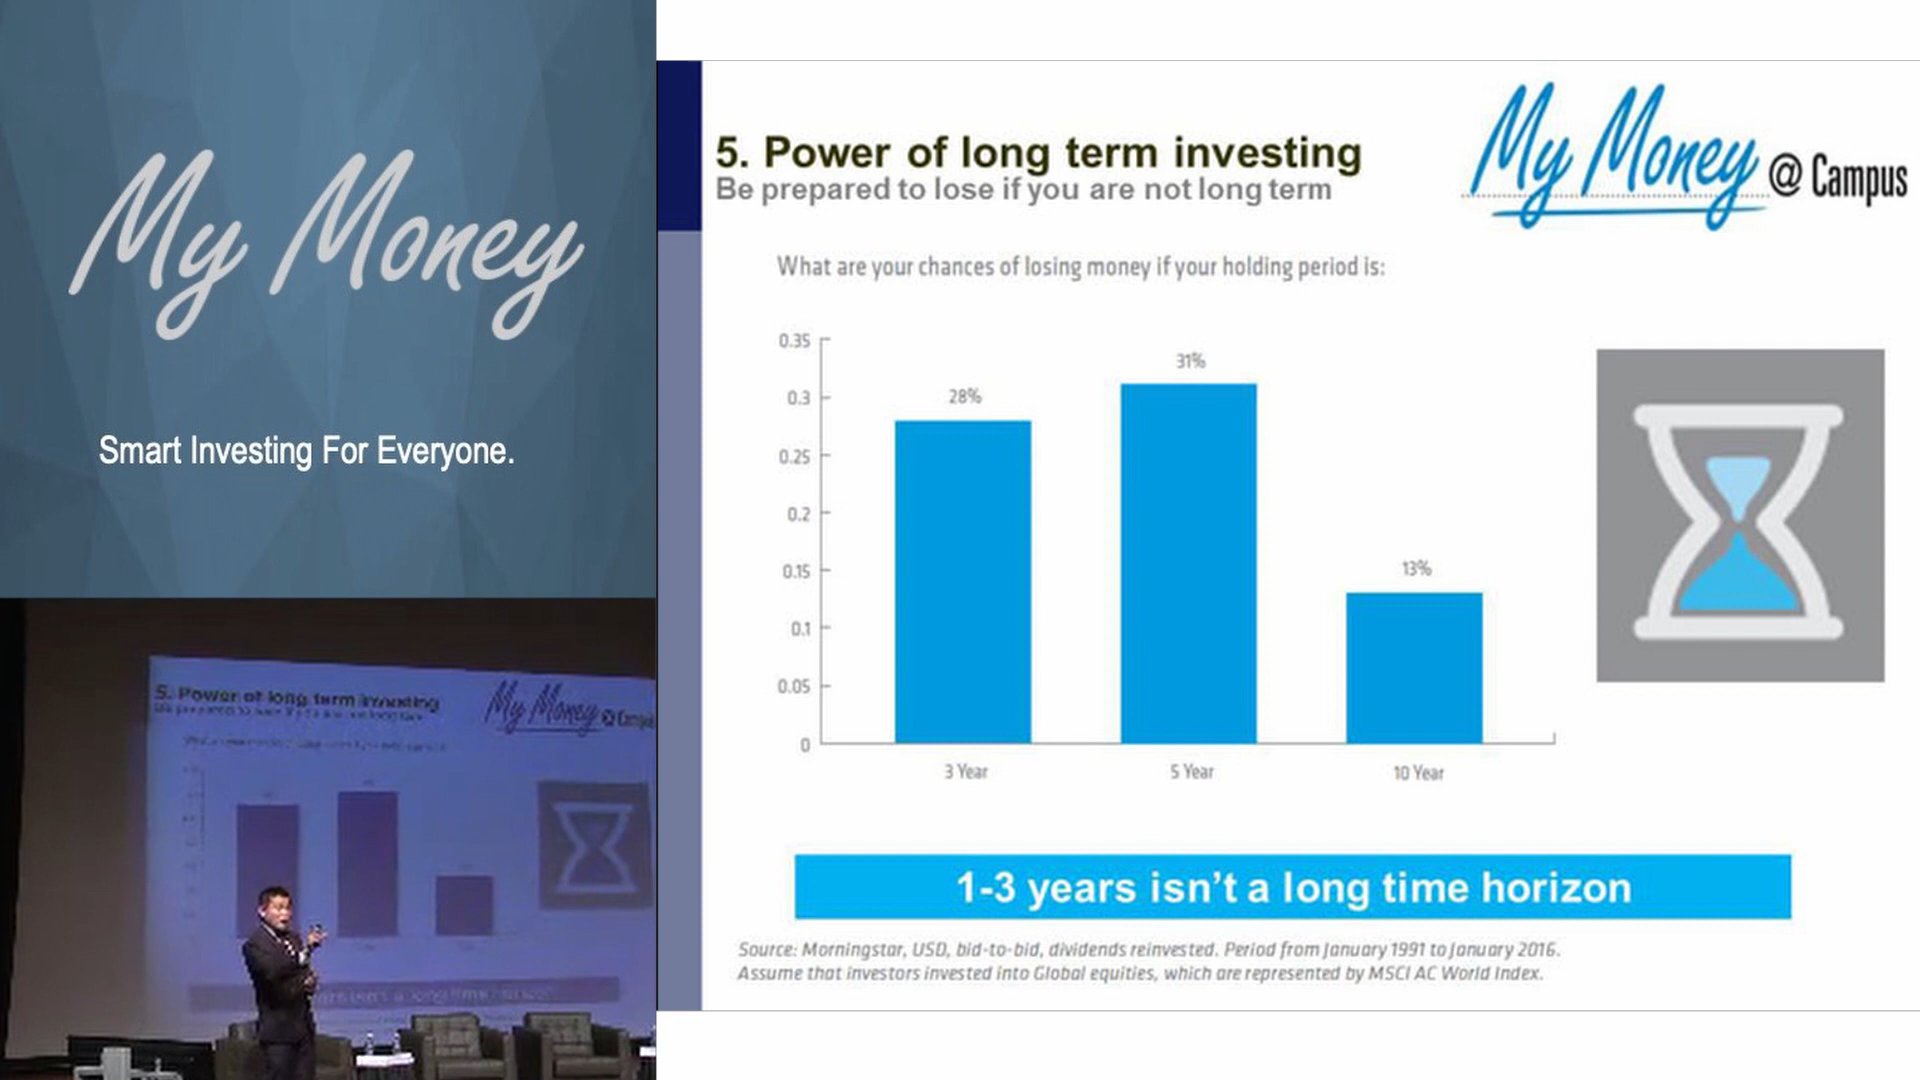 My Money
Smart Investing For Everyone.
5. Power of long term investing
Be prepared to lose if you are not long term
My Money @ Campus
What are your chances of losing money if your holding period is:
0.35
0.3
0.25
0.2
0.15
0.1
0.05
0
28%
31%
13%
3 Year
5 Year
10 Year
1-3 years isn't a long time horizon
Source: Morningstar, USD, bid-to-bid, dividends reinvested. Period from January 1991 to January 2016.
Assume that investors invested into Global equities, which are represented by MSCI AC World Index.
5. Power of long term investing
My Money @ Campus
isn't a long time horizon